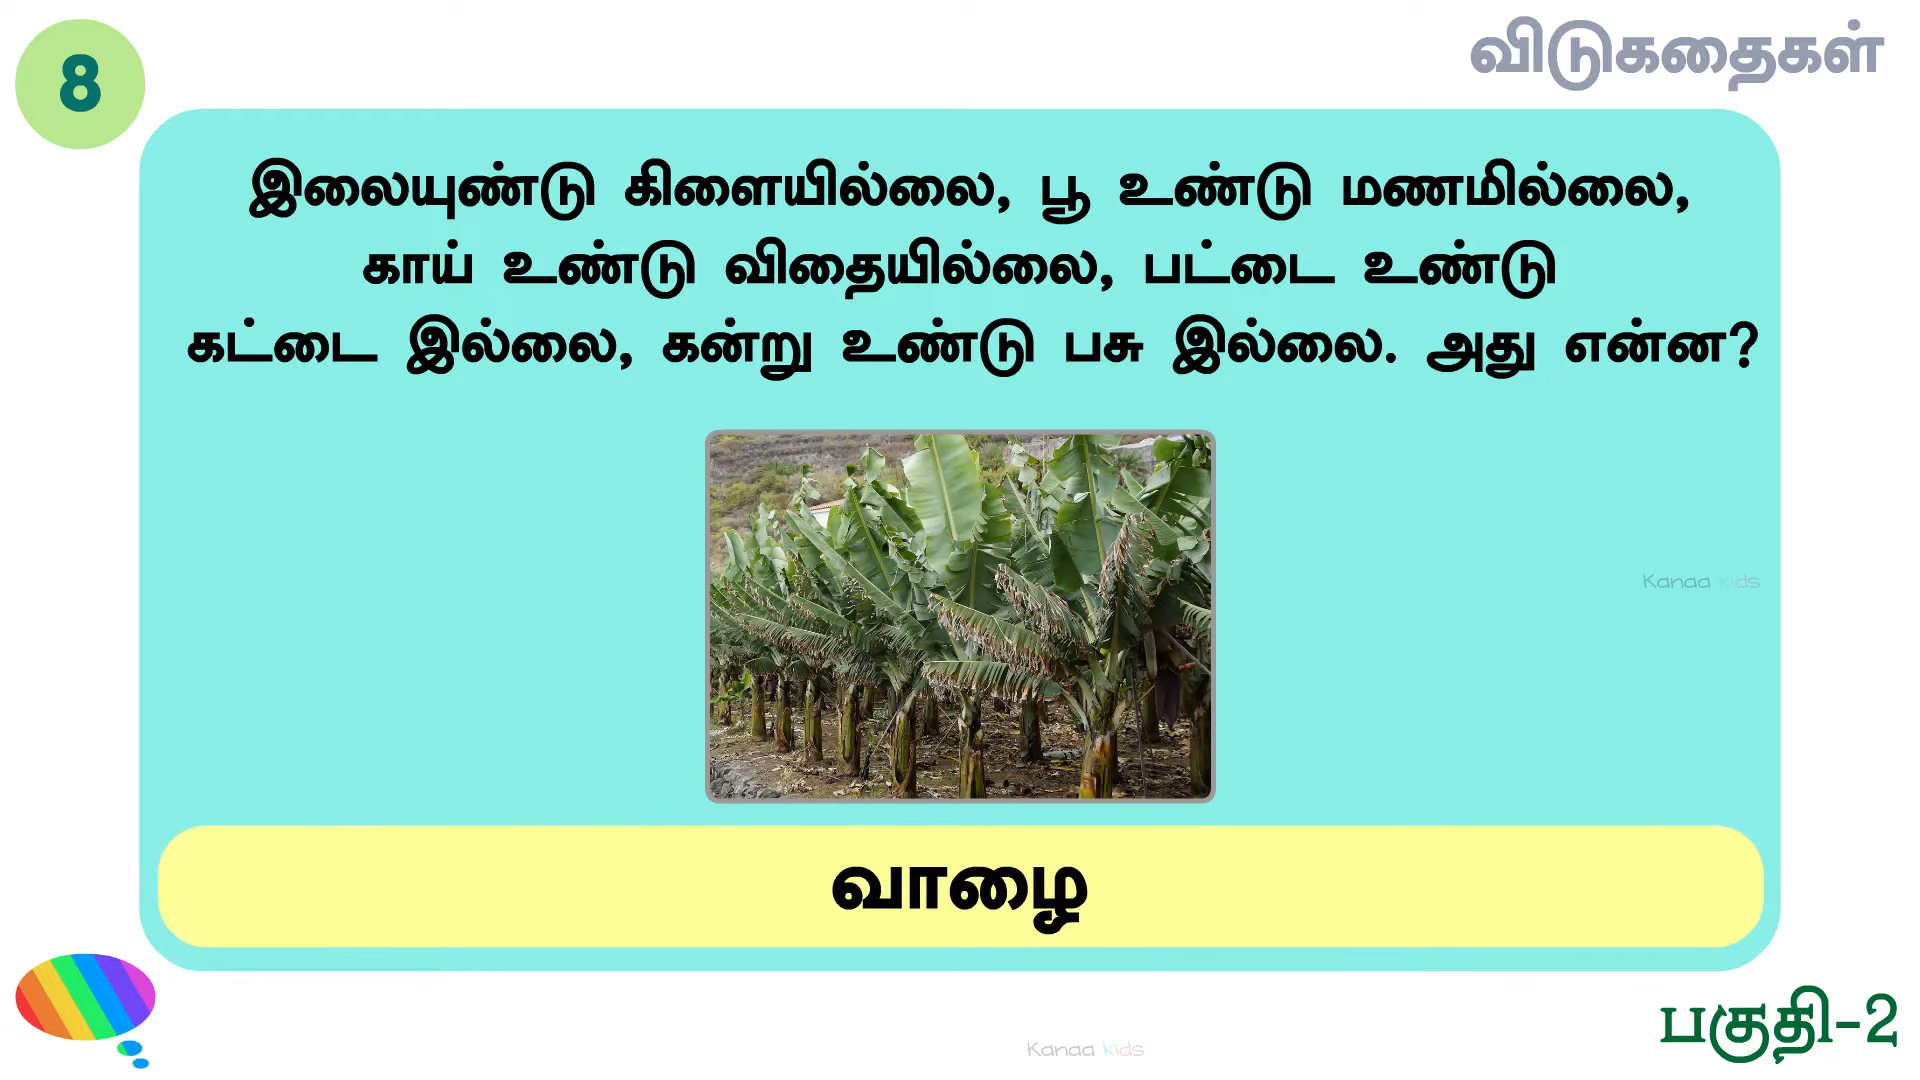 8
விடுகதைகள்
இலையுண்டு கிளையில்லை, பூ உண்டு மணமில்லை,
காய் உண்டு விதையில்லை, பட்டை உண்டு
கட்டை இல்லை, கன்று உண்டு பசு இல்லை. அது என்ன?
Kanaa kids
வாழை
பகுதி-2
Kanaa kids